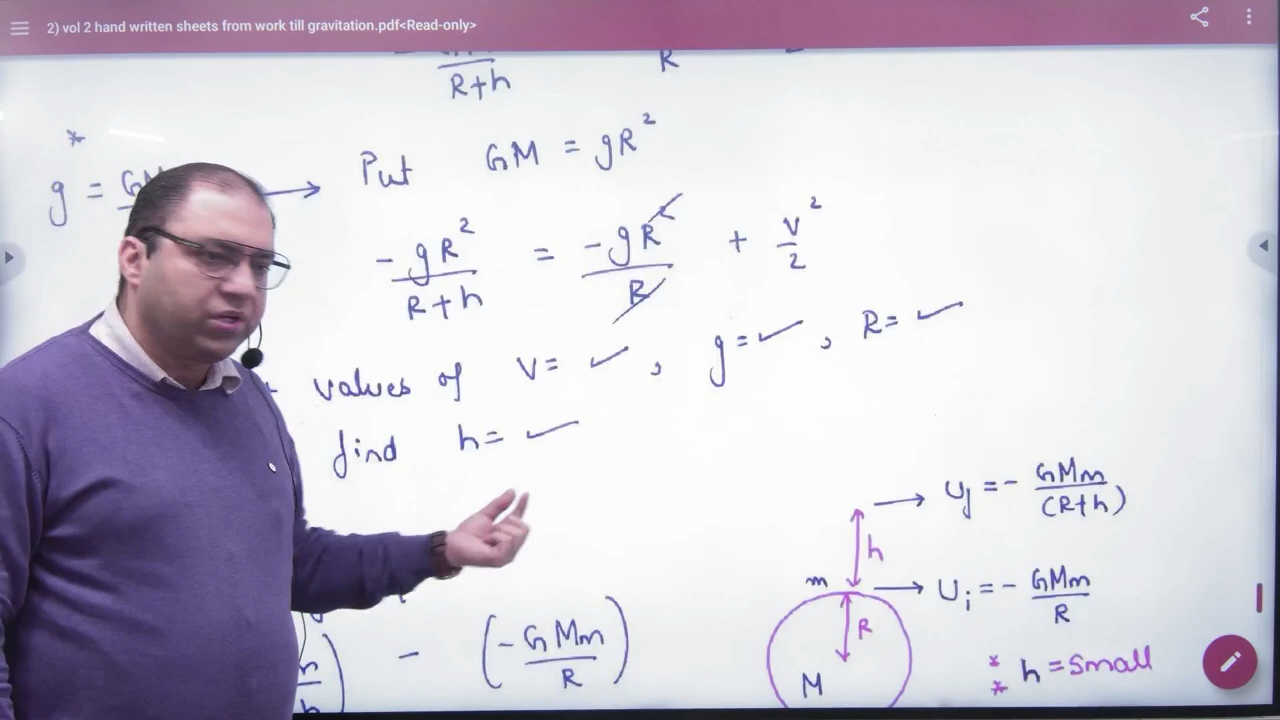 2) vol 2 hand written sheets from work till gravitation.pdf<Read-only>
R+h R
* g = GM → Put GM = gR²
-gR²/(R+h) = -gR²/R + v²/2
values of v= ✓ , g= ✓ , R= ✓
find h= ✓
→ Uf = - GMm/(R+h)
h
m → Ui = - GMm/R
R
- (-GMm/R)
M
** h = small